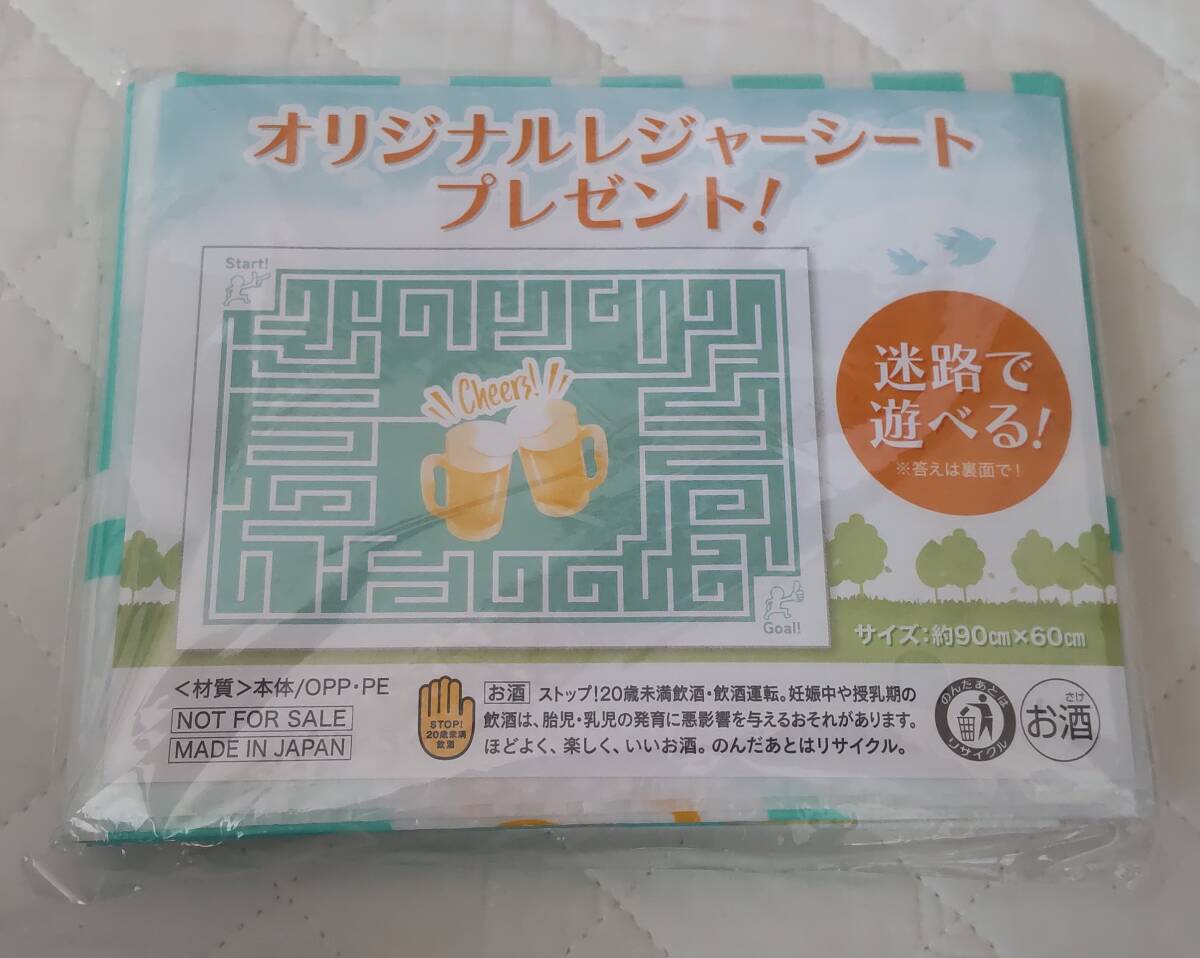 オリジナルレジャーシート
プレゼント!
Start!
Cheers!
迷路で
遊べる!
※答えは裏面で!
Goal!
サイズ:約90㎝×60㎝
＜材質＞本体/OPP・PE
NOT FOR SALE
MADE IN JAPAN
STOP!
20歳未満
飲酒
お酒 ストップ!20歳未満飲酒・飲酒運転。妊娠中や授乳期の
飲酒は、胎児・乳児の発育に悪影響を与えるおそれがあります。
ほどよく、楽しく、いいお酒。のんだあとはリサイクル。
のんだあとは
リサイクル
さけ
お酒